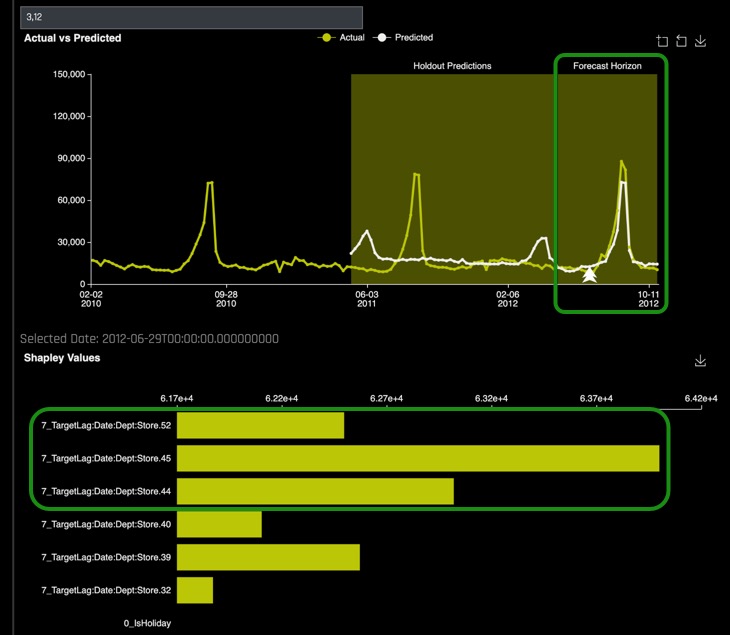 3,12
Actual vs Predicted
Actual
Predicted
Holdout Predictions
Forecast Horizon
150,000
120,000
90,000
60,000
30,000
0
02-02
2010
09-28
2010
06-03
2011
02-06
2012
10-11
2012
Selected Date: 2012-06-29T00:00:00.000000000
Shapley Values
6.17e+4
6.22e+4
6.27e+4
6.32e+4
6.37e+4
6.42e+4
7_TargetLag:Date:Dept:Store.52
7_TargetLag:Date:Dept:Store.45
7_TargetLag:Date:Dept:Store.44
7_TargetLag:Date:Dept:Store.40
7_TargetLag:Date:Dept:Store.39
7_TargetLag:Date:Dept:Store.32
0_IsHoliday